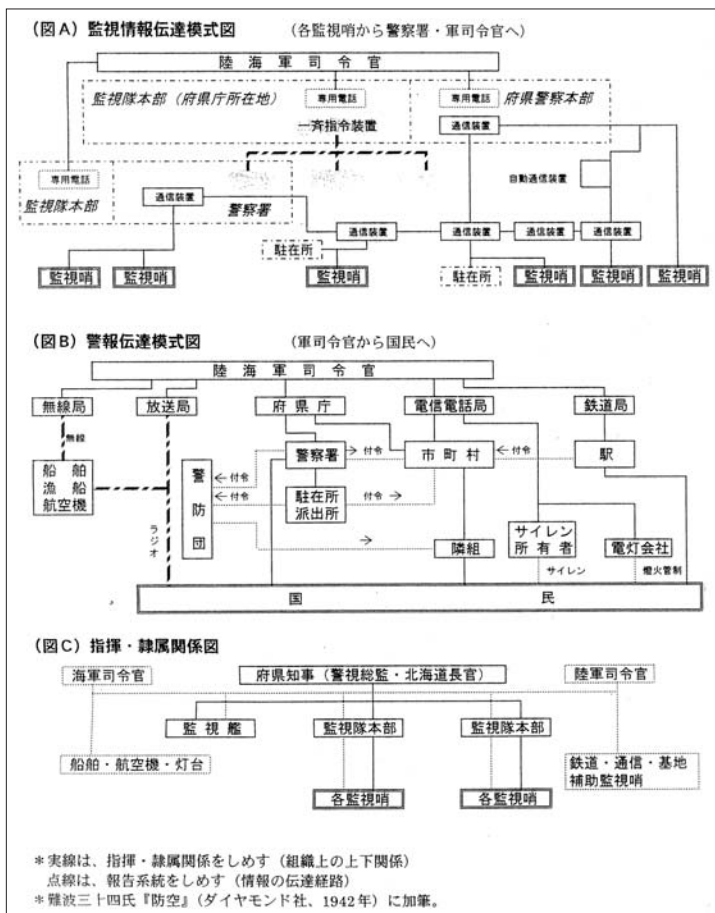 (図A) 監視情報伝達模式図 (各監視哨から警察署・軍司令官へ)
陸海軍司令官
監視隊本部(府県庁所在地)
専用電話
専用電話
府県警察本部
一斉指令装置
通信装置
自動通信装置
専用電話
監視隊本部
通信装置
警察署
通信装置
通信装置
通信装置
通信装置
駐在所
駐在所
監視哨
監視哨
監視哨
監視哨
監視哨
監視哨
(図B) 警報伝達模式図 (軍司令官から国民へ)
陸海軍司令官
無線局
放送局
府県庁
電信電話局
鉄道局
無線
船舶
漁船
航空機
ラジオ
警防団
付令
警察署
付令
市町村
付令
駅
付令
駐在所
派出所
付令
隣組
サイレン
所有者
電灯会社
サイレン
燈火管制
国民
(図C) 指揮・隷属関係図
海軍司令官
府県知事(警視総監・北海道長官)
陸軍司令官
監視艦
監視隊本部
監視隊本部
船舶・航空機・灯台
鉄道・通信・基地
補助監視哨
各監視哨
各監視哨
*実線は、指揮・隷属関係をしめす(組織上の上下関係)
点線は、報告系統をしめす(情報の伝達経路)
*難波三十四氏『防空』(ダイヤモンド社、1942年)に加筆。